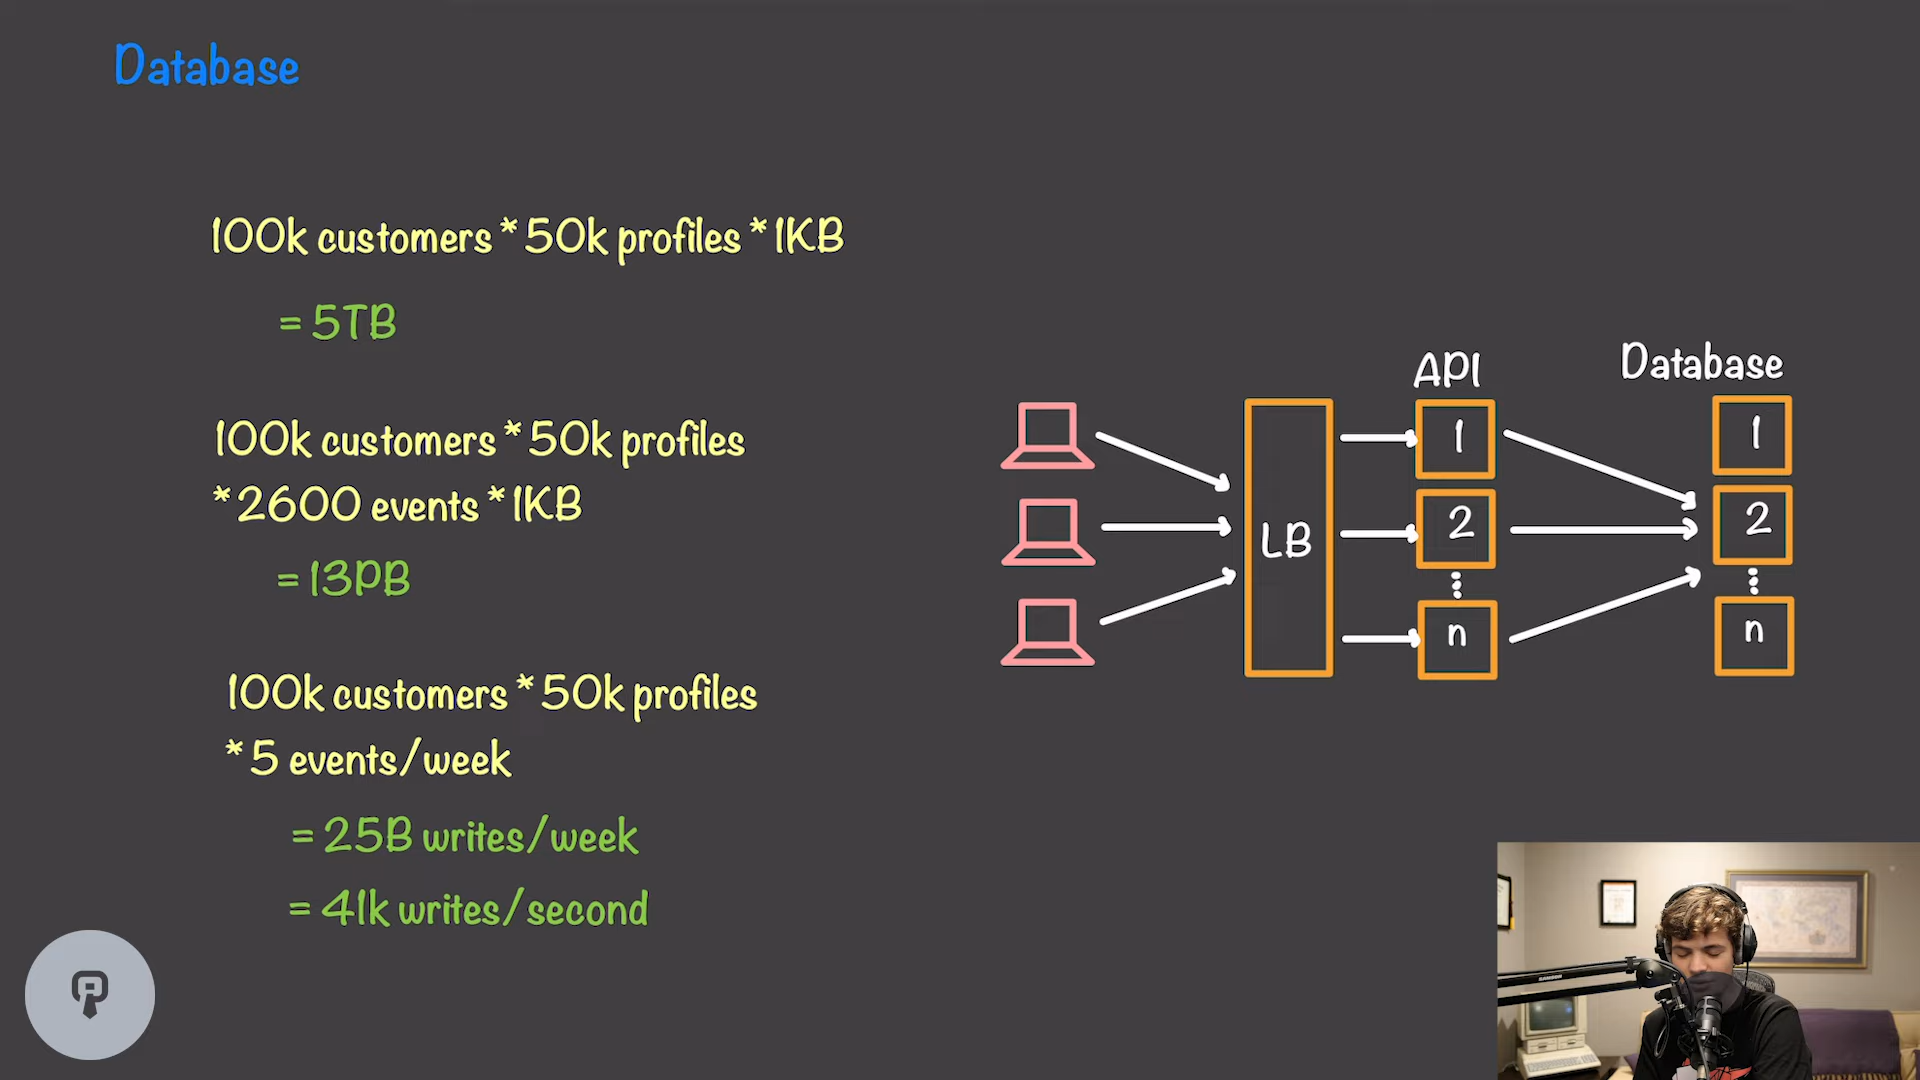 Database
100k customers * 50k profiles * 1KB
= 5TB
100k customers * 50k profiles
* 2600 events * 1KB
= 13PB
100k customers * 50k profiles
* 5 events/week
= 25B writes/week
= 41k writes/second
API
Database
LB
1
2
n
1
2
n